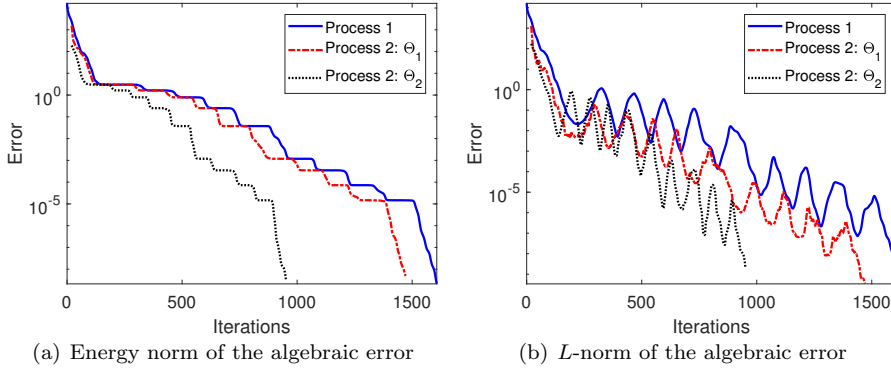 Process 1
Process 2: Θ1
Process 2: Θ2
10^0
10^-5
Error
0
500
1000
1500
Iterations
(a) Energy norm of the algebraic error
Process 1
Process 2: Θ1
Process 2: Θ2
10^0
10^-5
Error
0
500
1000
1500
Iterations
(b) L-norm of the algebraic error